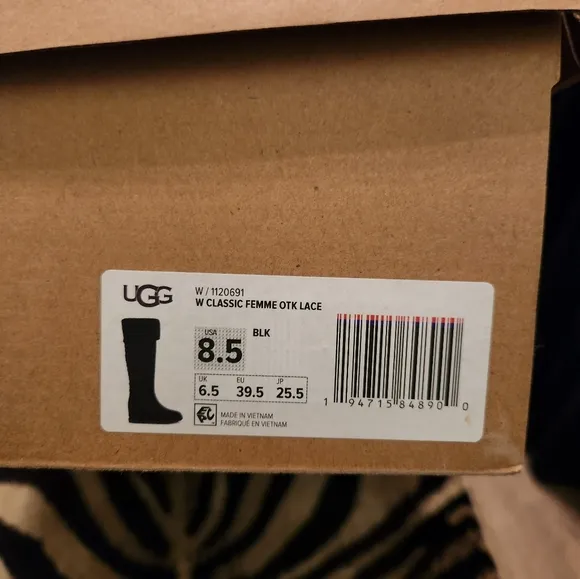 UGG
W / 1120691
W CLASSIC FEMME OTK LACE
USA
8.5
BLK
UK EU JP
6.5 39.5 25.5
MADE IN VIETNAM
FABRIQUÉ EN VIETNAM
1 94715 84890 0